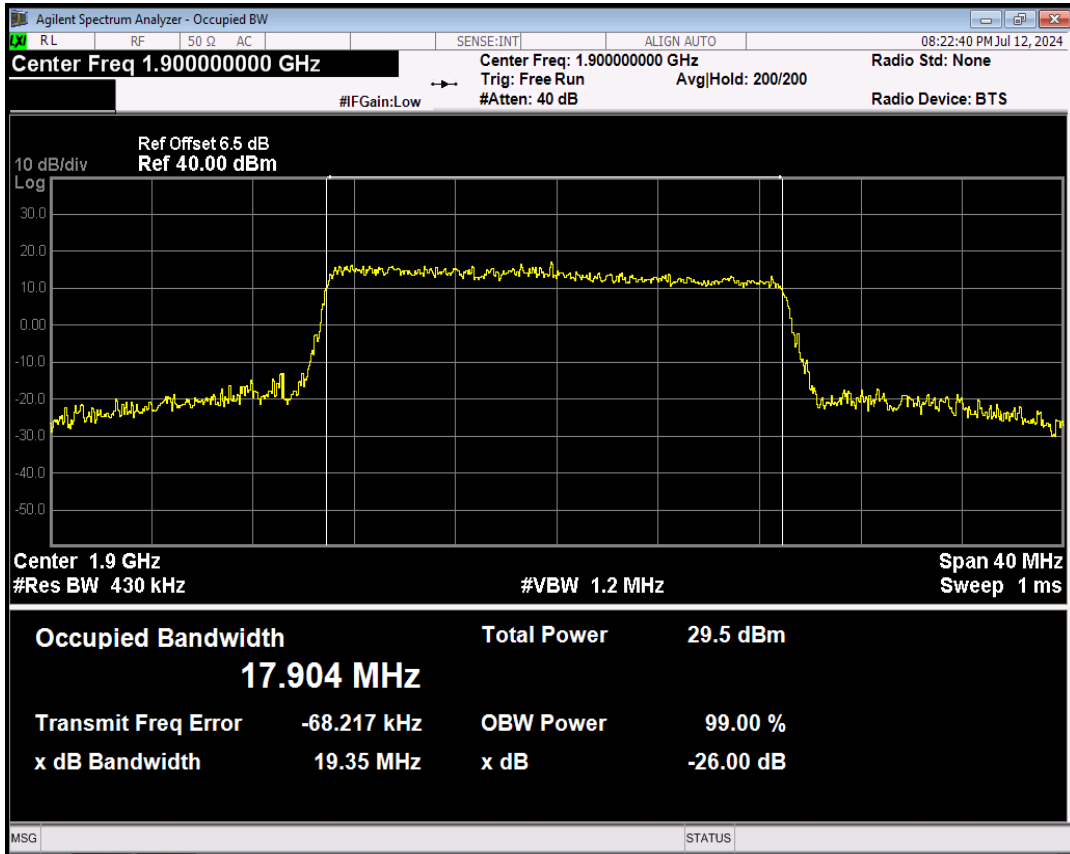 Agilent Spectrum Analyzer - Occupied BW
LXI RL RF 50 Ω AC SENSE:INT ALIGN AUTO 08:22:40 PM Jul 12, 2024
Center Freq 1.900000000 GHz Center Freq: 1.900000000 GHz Radio Std: None
Trig: Free Run Avg|Hold: 200/200
#IFGain:Low #Atten: 40 dB Radio Device: BTS
Ref Offset 6.5 dB
10 dB/div Ref 40.00 dBm
Log
30.0
20.0
10.0
0.00
-10.0
-20.0
-30.0
-40.0
-50.0
Center 1.9 GHz Span 40 MHz
#Res BW 430 kHz #VBW 1.2 MHz Sweep 1 ms
Occupied Bandwidth Total Power 29.5 dBm
17.904 MHz
Transmit Freq Error -68.217 kHz OBW Power 99.00 %
x dB Bandwidth 19.35 MHz x dB -26.00 dB
MSG STATUS